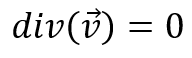 div(v⃗) = 0